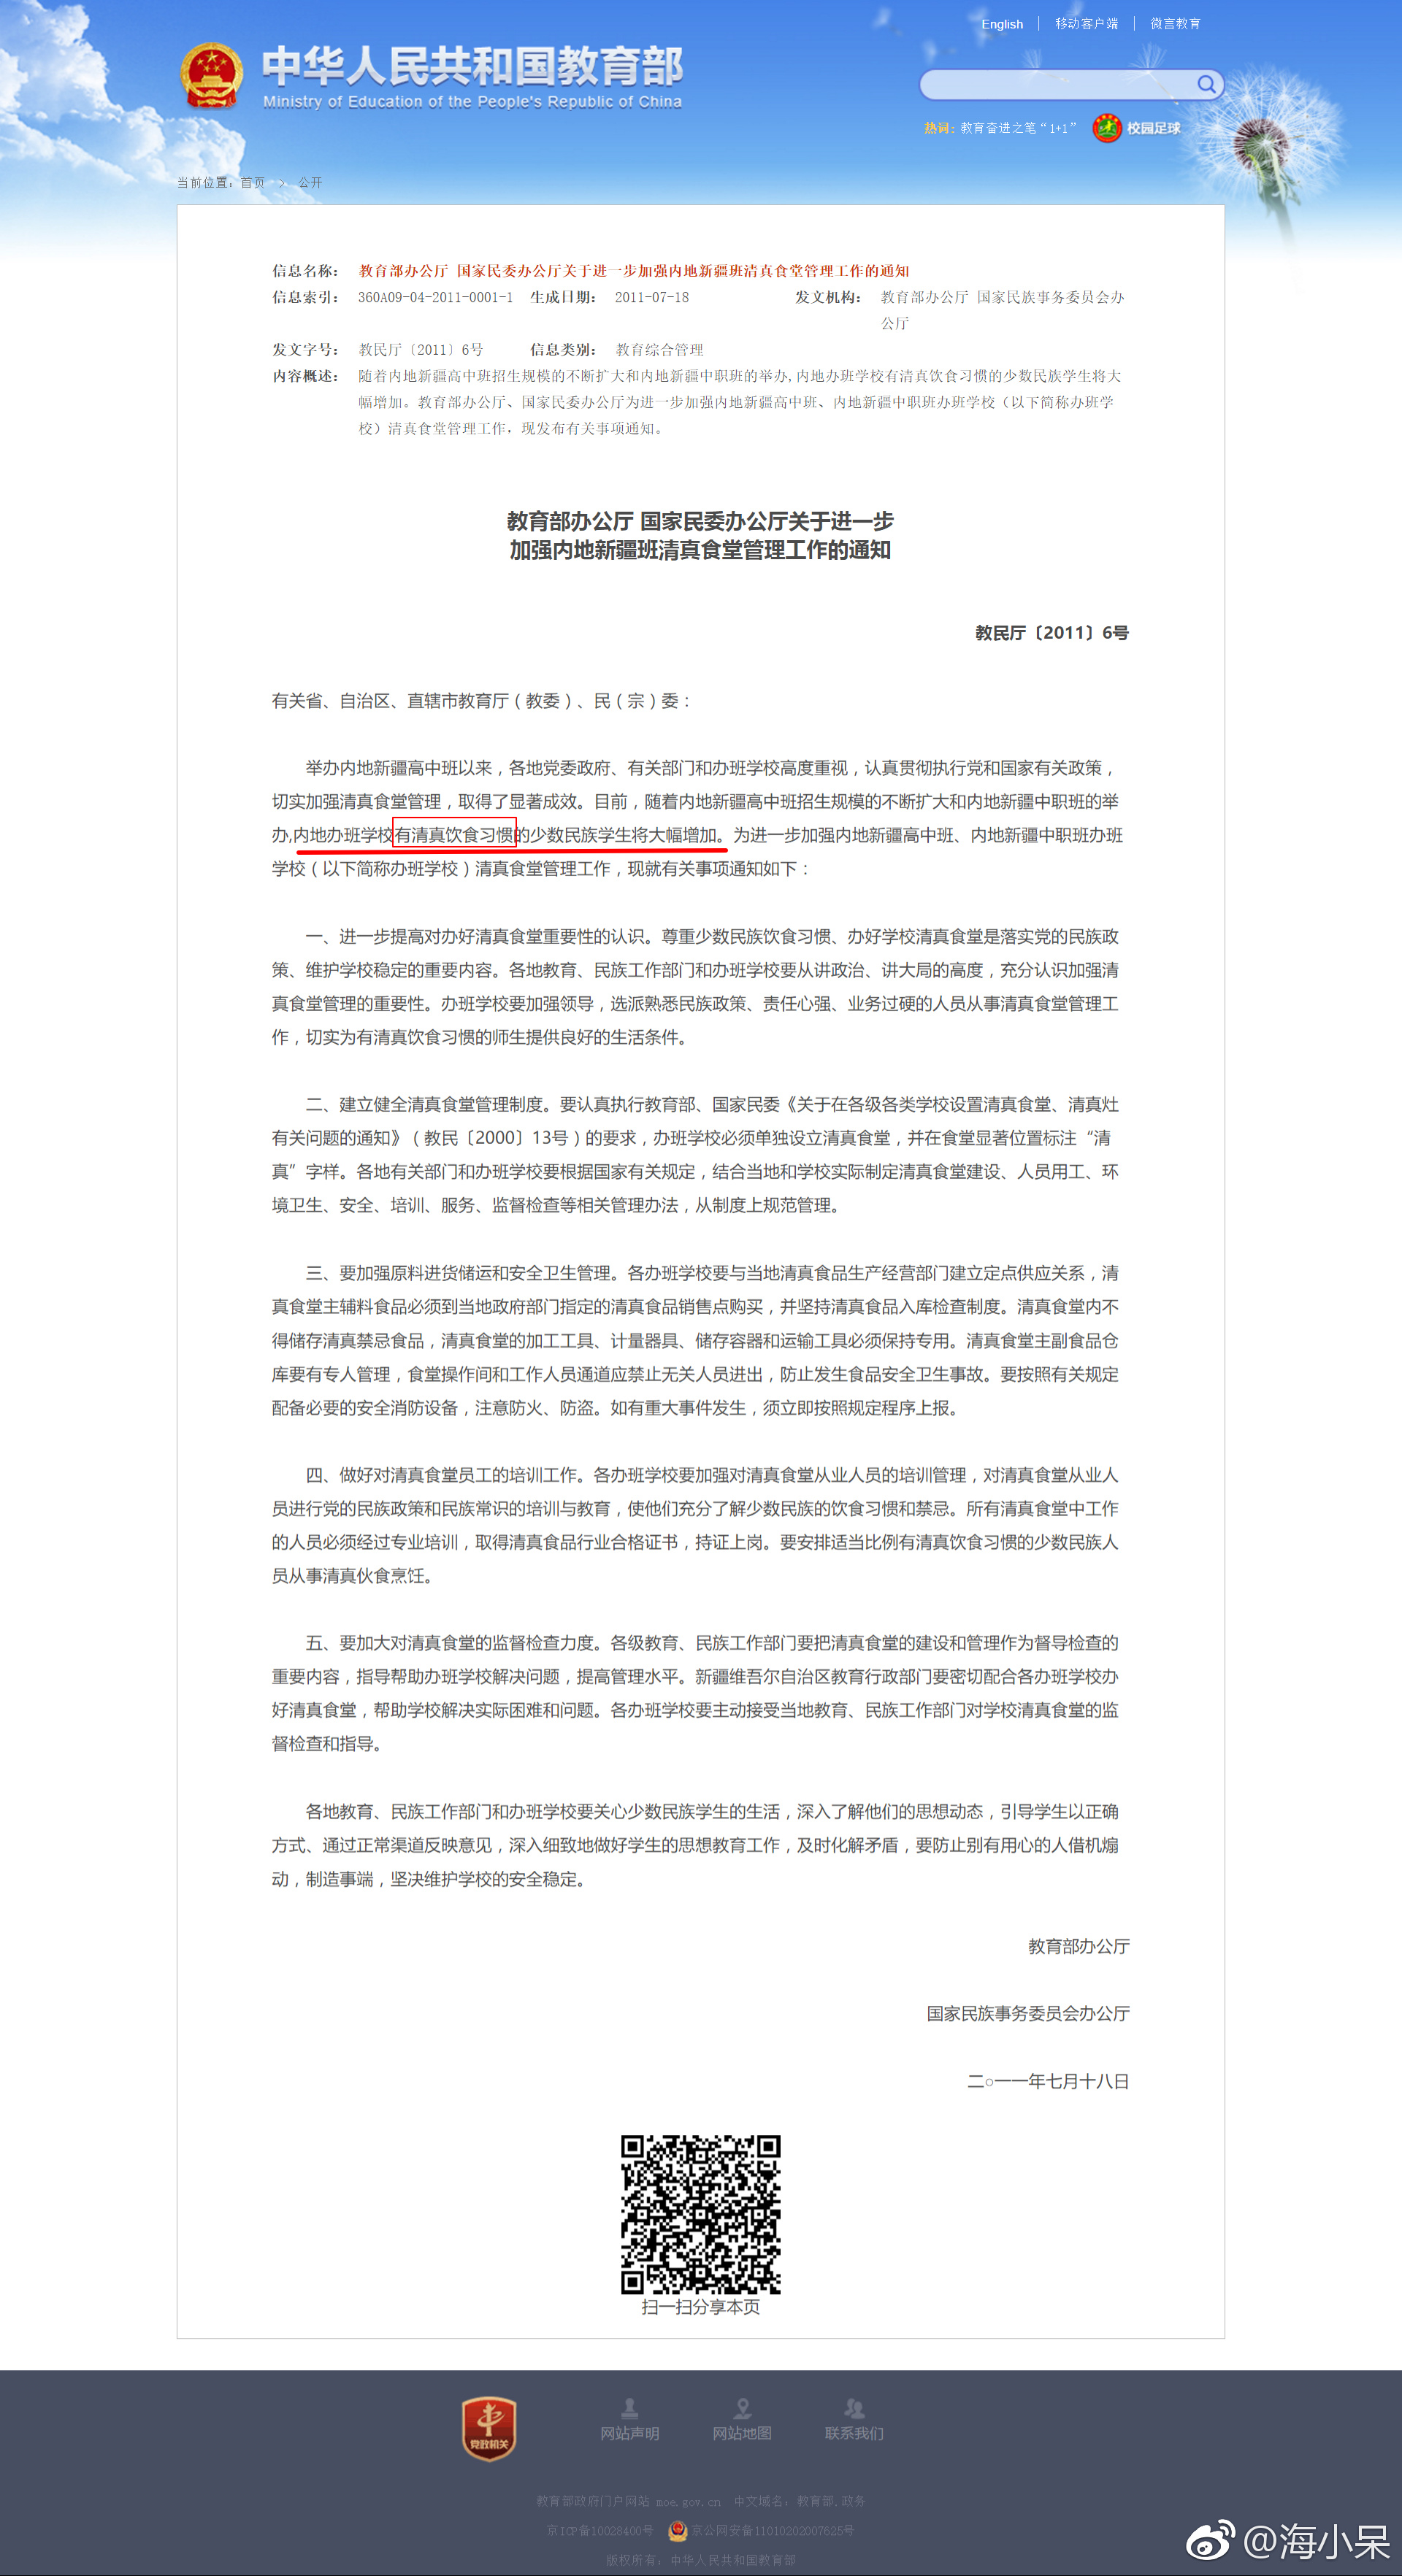 English | 移动客户端 | 微言教育
中华人民共和国教育部
Ministry of Education of the People's Republic of China
热词: 教育奋进之笔“1+1” 校园足球
当前位置：首页 > 公开
信息名称： 教育部办公厅 国家民委办公厅关于进一步加强内地新疆班清真食堂管理工作的通知
信息索引： 360A09-04-2011-0001-1 生成日期： 2011-07-18 发文机构： 教育部办公厅 国家民族事务委员会办
公厅
发文字号： 教民厅〔2011〕6号 信息类别： 教育综合管理
内容概述： 随着内地新疆高中班招生规模的不断扩大和内地新疆中职班的举办,内地办班学校有清真饮食习惯的少数民族学生将大
幅增加。教育部办公厅、国家民委办公厅为进一步加强内地新疆高中班、内地新疆中职班办班学校（以下简称办班学
校）清真食堂管理工作，现发布有关事项通知。
教育部办公厅 国家民委办公厅关于进一步
加强内地新疆班清真食堂管理工作的通知
教民厅〔2011〕6号
有关省、自治区、直辖市教育厅（教委）、民（宗）委：
举办内地新疆高中班以来，各地党委政府、有关部门和办班学校高度重视，认真贯彻执行党和国家有关政策，
切实加强清真食堂管理，取得了显著成效。目前，随着内地新疆高中班招生规模的不断扩大和内地新疆中职班的举
办,内地办班学校有清真饮食习惯的少数民族学生将大幅增加。为进一步加强内地新疆高中班、内地新疆中职班办班
学校（以下简称办班学校）清真食堂管理工作，现就有关事项通知如下：
一、进一步提高对办好清真食堂重要性的认识。尊重少数民族饮食习惯、办好学校清真食堂是落实党的民族政
策、维护学校稳定的重要内容。各地教育、民族工作部门和办班学校要从讲政治、讲大局的高度，充分认识加强清
真食堂管理的重要性。办班学校要加强领导，选派熟悉民族政策、责任心强、业务过硬的人员从事清真食堂管理工
作，切实为有清真饮食习惯的师生提供良好的生活条件。
二、建立健全清真食堂管理制度。要认真执行教育部、国家民委《关于在各级各类学校设置清真食堂、清真灶
有关问题的通知》（教民〔2000〕13号）的要求，办班学校必须单独设立清真食堂，并在食堂显著位置标注“清
真”字样。各地有关部门和办班学校要根据国家有关规定，结合当地和学校实际制定清真食堂建设、人员用工、环
境卫生、安全、培训、服务、监督检查等相关管理办法，从制度上规范管理。
三、要加强原料进货储运和安全卫生管理。各办班学校要与当地清真食品生产经营部门建立定点供应关系，清
真食堂主辅料食品必须到当地政府部门指定的清真食品销售点购买，并坚持清真食品入库检查制度。清真食堂内不
得储存清真禁忌食品，清真食堂的加工工具、计量器具、储存容器和运输工具必须保持专用。清真食堂主副食品仓
库要有专人管理，食堂操作间和工作人员通道应禁止无关人员进出，防止发生食品安全卫生事故。要按照有关规定
配备必要的安全消防设备，注意防火、防盗。如有重大事件发生，须立即按照规定程序上报。
四、做好对清真食堂员工的培训工作。各办班学校要加强对清真食堂从业人员的培训管理，对清真食堂从业人
员进行党的民族政策和民族常识的培训与教育，使他们充分了解少数民族的饮食习惯和禁忌。所有清真食堂中工作
的人员必须经过专业培训，取得清真食品行业合格证书，持证上岗。要安排适当比例有清真饮食习惯的少数民族人
员从事清真伙食烹饪。
五、要加大对清真食堂的监督检查力度。各级教育、民族工作部门要把清真食堂的建设和管理作为督导检查的
重要内容，指导帮助办班学校解决问题，提高管理水平。新疆维吾尔自治区教育行政部门要密切配合各办班学校办
好清真食堂，帮助学校解决实际困难和问题。各办班学校要主动接受当地教育、民族工作部门对学校清真食堂的监
督检查和指导。
各地教育、民族工作部门和办班学校要关心少数民族学生的生活，深入了解他们的思想动态，引导学生以正确
方式、通过正常渠道反映意见，深入细致地做好学生的思想教育工作，及时化解矛盾，要防止别有用心的人借机煽
动，制造事端，坚决维护学校的安全稳定。
教育部办公厅
国家民族事务委员会办公厅
二○一一年七月十八日
扫一扫分享本页
党政机关
网站声明 网站地图 联系我们
教育部政府门户网站 moe.gov.cn 中文域名：教育部.政务
京ICP备10028400号 京公网安备11010202007625号
版权所有：中华人民共和国教育部
@海小呆